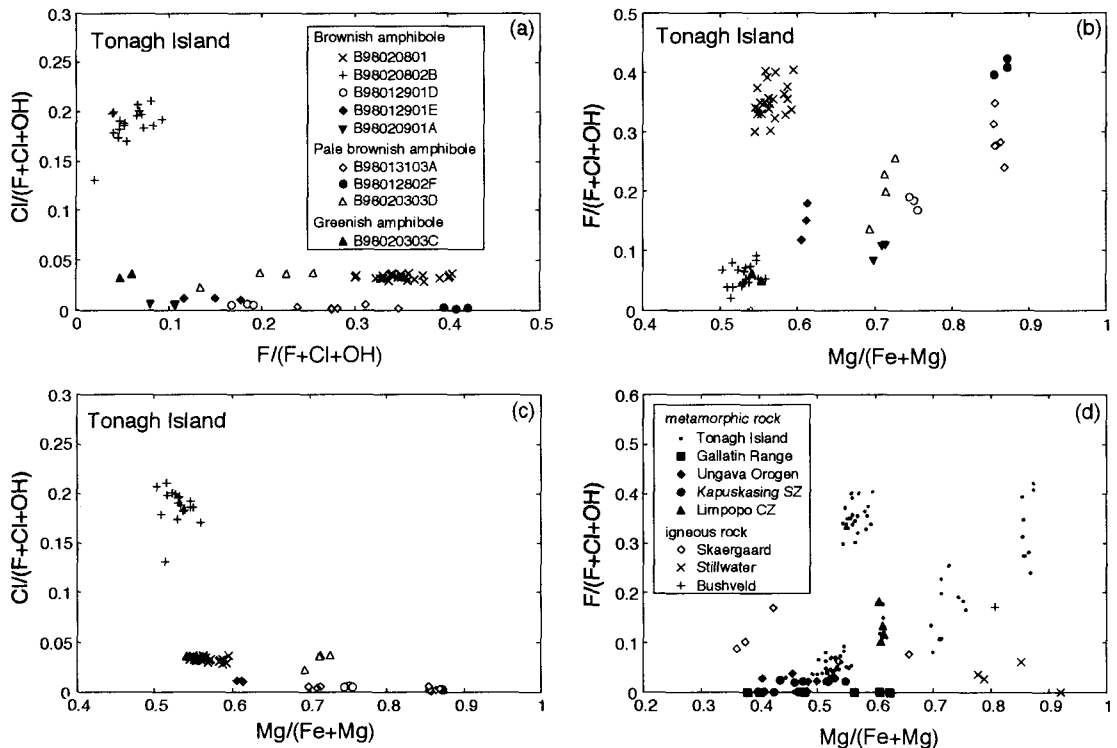 Tonagh Island
(a)
Brownish amphibole
B98020801
B98020802B
B98012901D
B98012901E
B98020901A
Pale brownish amphibole
B98013103A
B98012802F
B98020303D
Greenish amphibole
B98020303C
Cl/(F+Cl+OH)
0.3
0.25
0.2
0.15
0.1
0.05
0
0 0.1 0.2 0.3 0.4 0.5
F/(F+Cl+OH)
Tonagh Island
(b)
F/(F+Cl+OH)
0.5
0.4
0.3
0.2
0.1
0
0.4 0.5 0.6 0.7 0.8 0.9 1
Mg/(Fe+Mg)
Tonagh Island
(c)
Cl/(F+Cl+OH)
0.3
0.25
0.2
0.15
0.1
0.05
0
0.4 0.5 0.6 0.7 0.8 0.9 1
Mg/(Fe+Mg)
(d)
metamorphic rock
Tonagh Island
Gallatin Range
Ungava Orogen
Kapuskasing SZ
Limpopo CZ
igneous rock
Skaergaard
Stillwater
Bushveld
F/(F+Cl+OH)
0.6
0.5
0.4
0.3
0.2
0.1
0
0.2 0.3 0.4 0.5 0.6 0.7 0.8 0.9 1
Mg/(Fe+Mg)